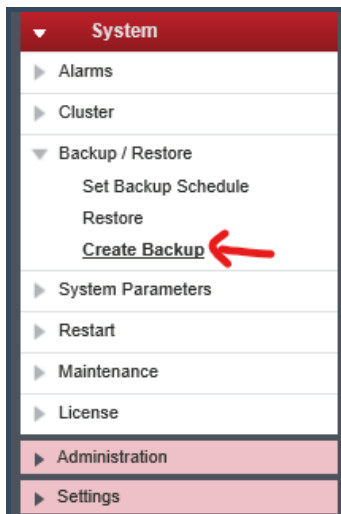 System
Alarms
Cluster
Backup / Restore
Set Backup Schedule
Restore
Create Backup
System Parameters
Restart
Maintenance
License
Administration
Settings